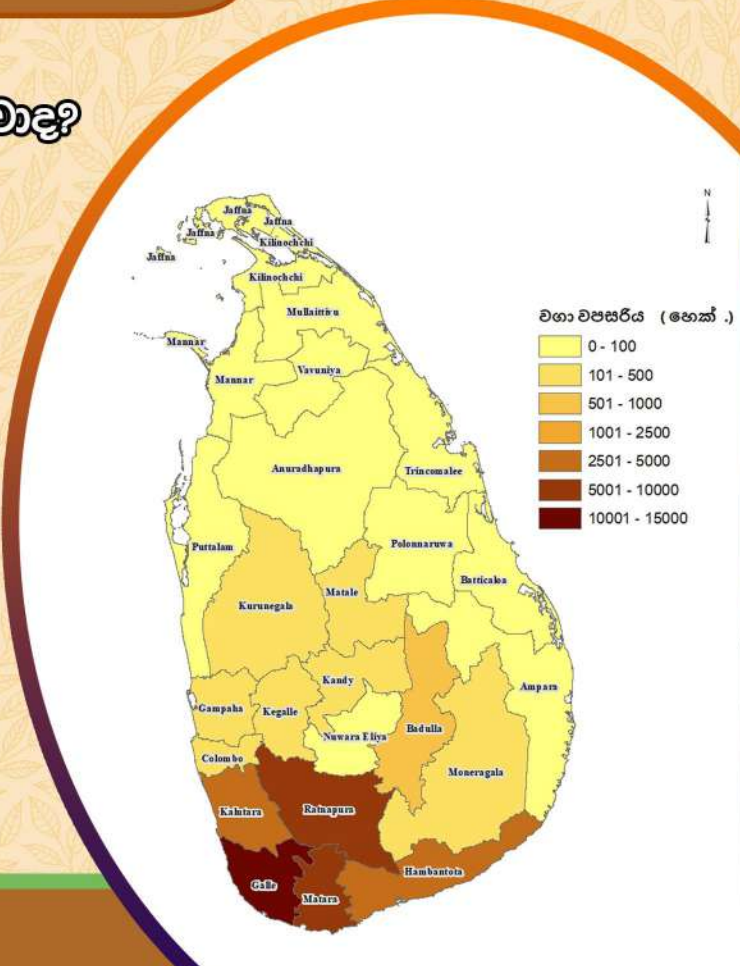 Jaffna
Jaffna
Jaffna
Kilinochchi
Jaffna
Kilinochchi
Mullaittivu
Mannar
Vavuniya
Mannar
Anuradhapura
Trincomalee
Puttalam
Polonnaruwa
Batticaloa
Matale
Kurunegala
Kandy
Ampara
Gampaha
Kegalle
Badulla
Nuwara Eliya
Colombo
Moneragala
Kalutara
Ratnapura
Hambantota
Galle
Matara
N
වගා වපසරිය (හෙක් .)
0 - 100
101 - 500
501 - 1000
1001 - 2500
2501 - 5000
5001 - 10000
10001 - 15000